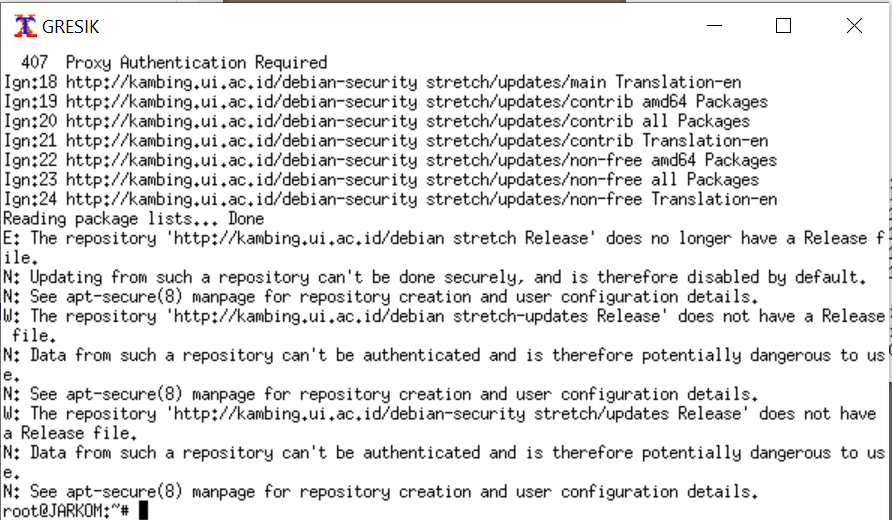 GRESIK
407  Proxy Authentication Required
Ign:18 http://kambing.ui.ac.id/debian-security stretch/updates/main Translation-en
Ign:19 http://kambing.ui.ac.id/debian-security stretch/updates/contrib amd64 Packages
Ign:20 http://kambing.ui.ac.id/debian-security stretch/updates/contrib all Packages
Ign:21 http://kambing.ui.ac.id/debian-security stretch/updates/contrib Translation-en
Ign:22 http://kambing.ui.ac.id/debian-security stretch/updates/non-free amd64 Packages
Ign:23 http://kambing.ui.ac.id/debian-security stretch/updates/non-free all Packages
Ign:24 http://kambing.ui.ac.id/debian-security stretch/updates/non-free Translation-en
Reading package lists... Done
E: The repository 'http://kambing.ui.ac.id/debian stretch Release' does no longer have a Release f
ile.
N: Updating from such a repository can't be done securely, and is therefore disabled by default.
N: See apt-secure(8) manpage for repository creation and user configuration details.
W: The repository 'http://kambing.ui.ac.id/debian stretch-updates Release' does not have a Release
 file.
N: Data from such a repository can't be authenticated and is therefore potentially dangerous to us
e.
N: See apt-secure(8) manpage for repository creation and user configuration details.
W: The repository 'http://kambing.ui.ac.id/debian-security stretch/updates Release' does not have
a Release file.
N: Data from such a repository can't be authenticated and is therefore potentially dangerous to us
e.
N: See apt-secure(8) manpage for repository creation and user configuration details.
root@JARKOM:~#